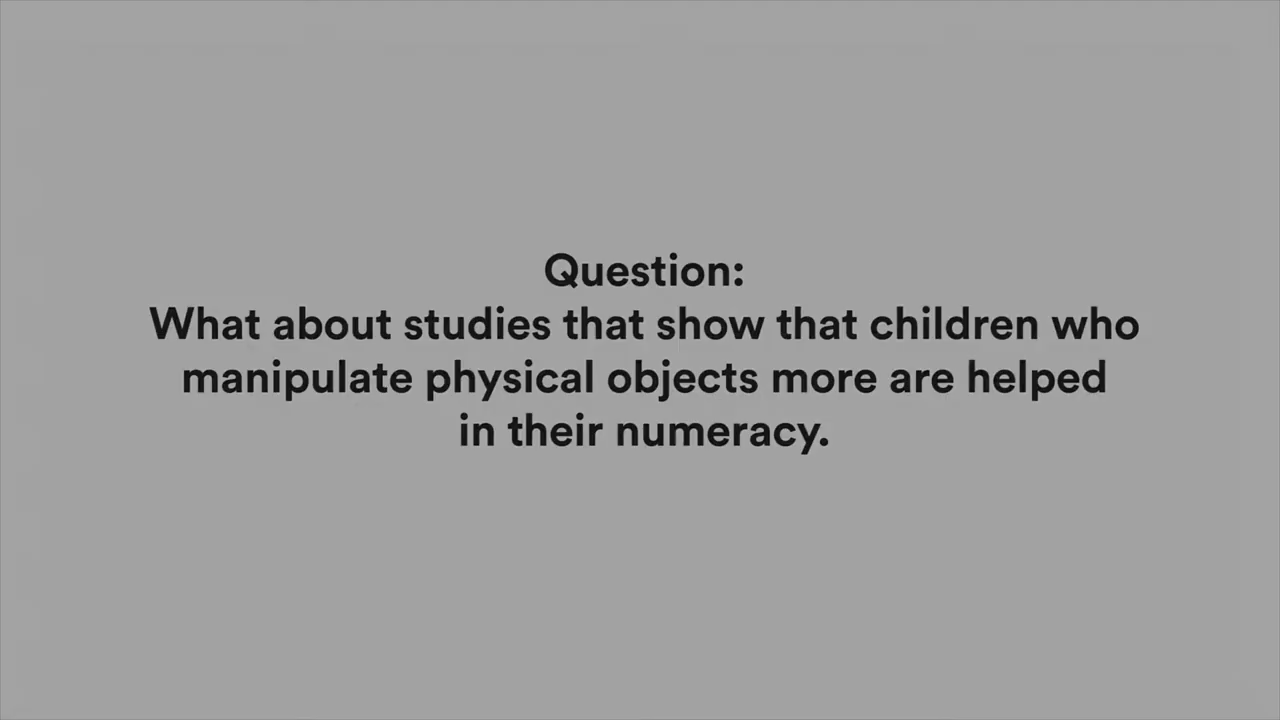 Question:
What about studies that show that children who
manipulate physical objects more are helped
in their numeracy.